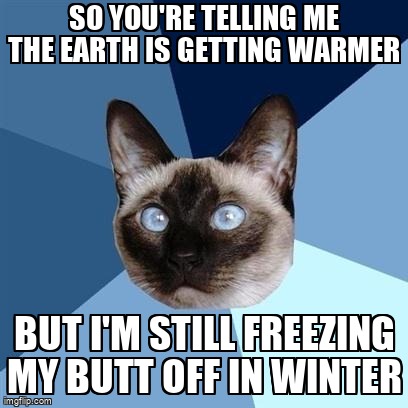 SO YOU'RE TELLING ME
THE EARTH IS GETTING WARMER
BUT I'M STILL FREEZING
MY BUTT OFF IN WINTER
imgflip.com